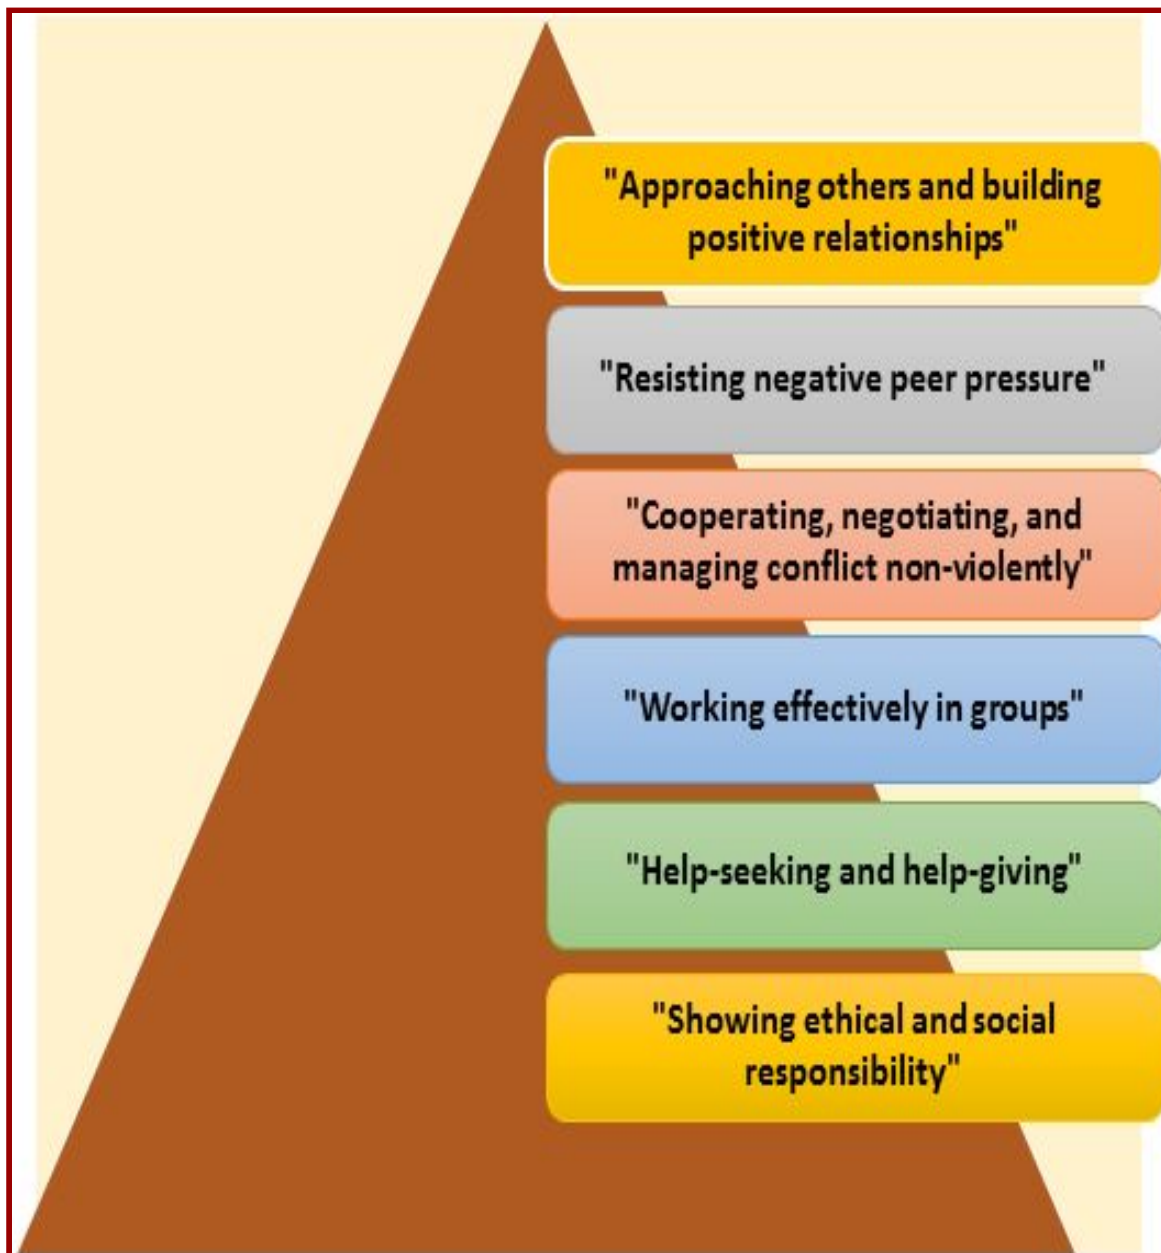 "Approaching others and building
positive relationships"
"Resisting negative peer pressure"
"Cooperating, negotiating, and
managing conflict non-violently"
"Working effectively in groups"
"Help-seeking and help-giving"
"Showing ethical and social
responsibility"